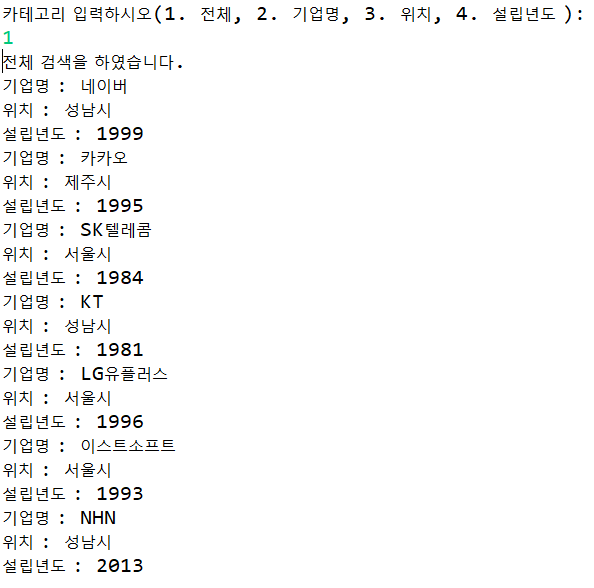 카테고리 입력하시오(1. 전체, 2. 기업명, 3. 위치, 4. 설립년도 ):
1
전체 검색을 하였습니다.
기업명 : 네이버
위치 : 성남시
설립년도 : 1999
기업명 : 카카오
위치 : 제주시
설립년도 : 1995
기업명 : SK텔레콤
위치 : 서울시
설립년도 : 1984
기업명 : KT
위치 : 성남시
설립년도 : 1981
기업명 : LG유플러스
위치 : 서울시
설립년도 : 1996
기업명 : 이스트소프트
위치 : 서울시
설립년도 : 1993
기업명 : NHN
위치 : 성남시
설립년도 : 2013